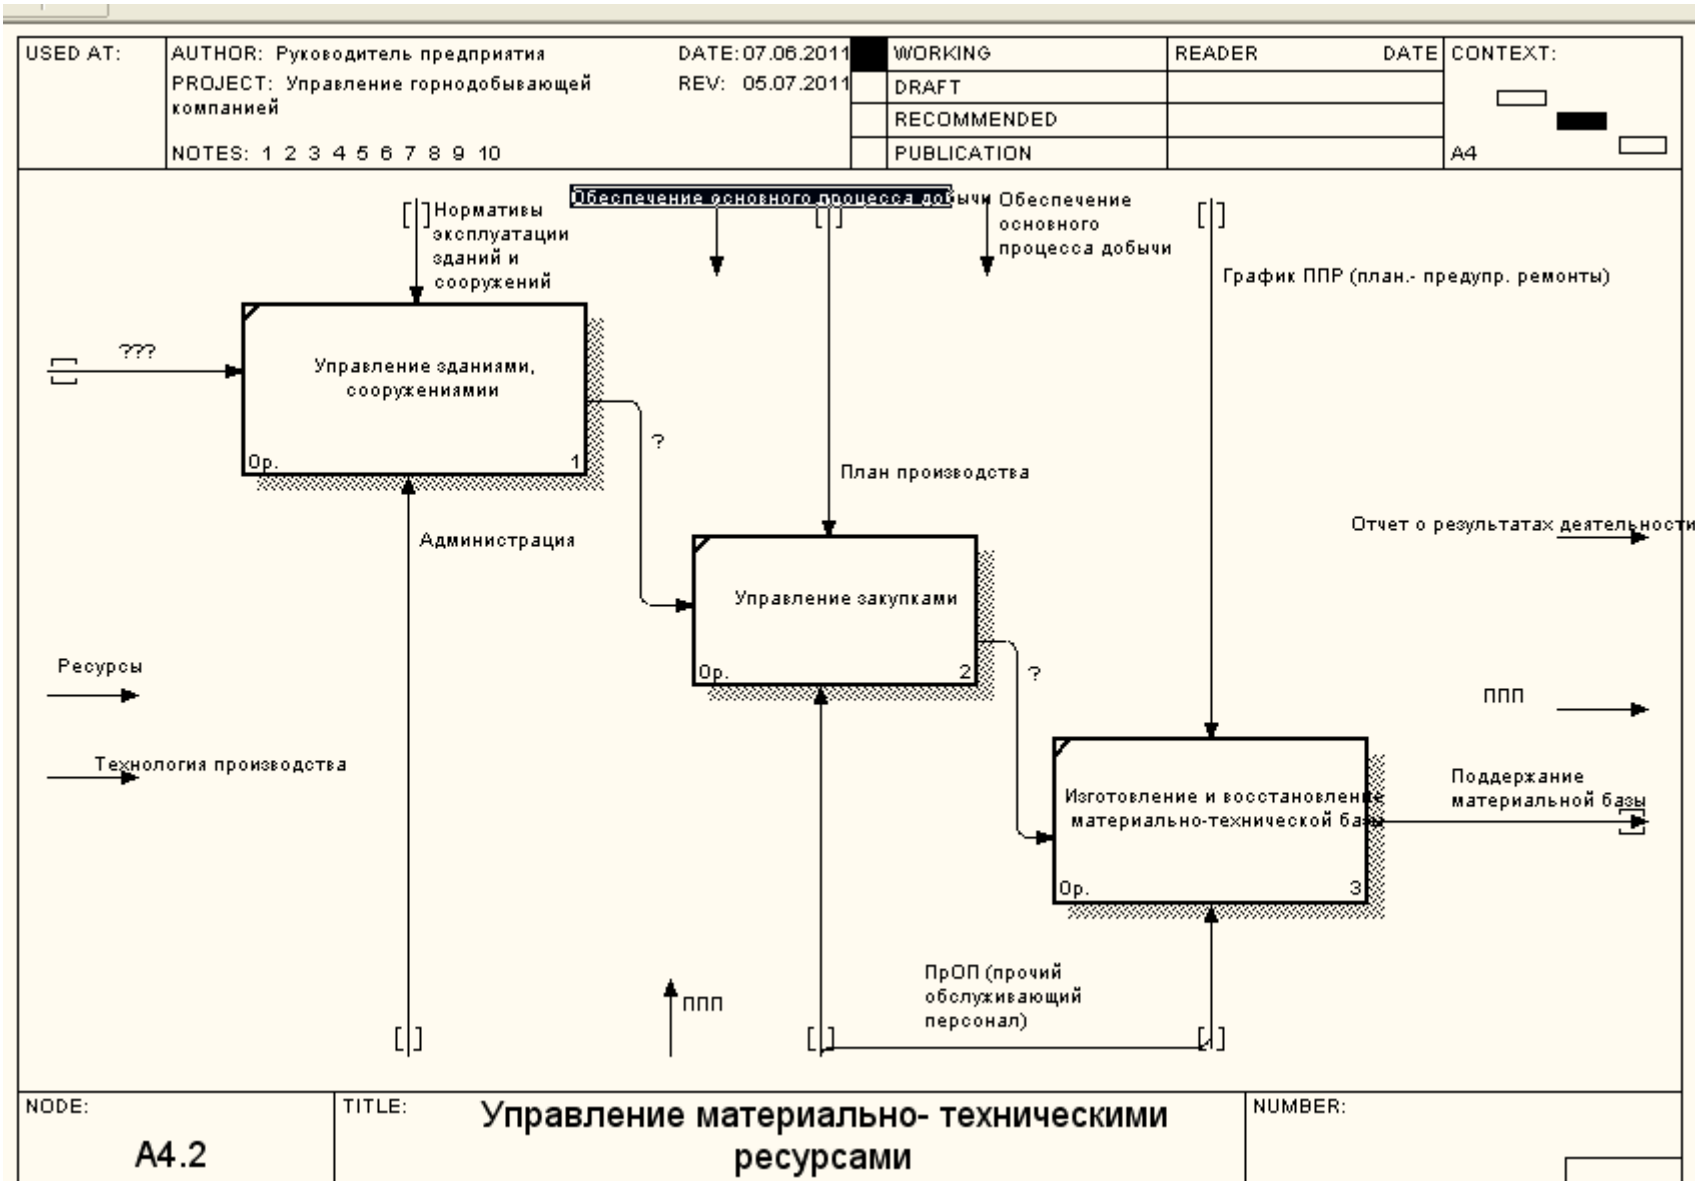 USED AT:
AUTHOR: Руководитель предприятия
DATE: 07.06.2011
PROJECT: Управление горнодобывающей
компанией
REV: 05.07.2011
NOTES: 1 2 3 4 5 6 7 8 9 10
WORKING
DRAFT
RECOMMENDED
PUBLICATION
READER DATE
CONTEXT:
A4
Нормативы
эксплуатации
зданий и
сооружений
Обеспечение основного процесса добычи
Обеспечение
основного
процесса добычи
График ППР (план.- предупр. ремонты)
???
Управление зданиями,
сооружениямии
0р. 1
?
План производства
Администрация
Отчет о результатах деятельности
Управление закупками
0р. 2
?
Ресурсы
Технология производства
ППП
Поддержание
материальной базы
Изготовление и восстановление
материально-технической базы
0р. 3
ПрОП (прочий
обслуживающий
персонал)
ППП
NODE:
A4.2
TITLE:
Управление материально- техническими
ресурсами
NUMBER: